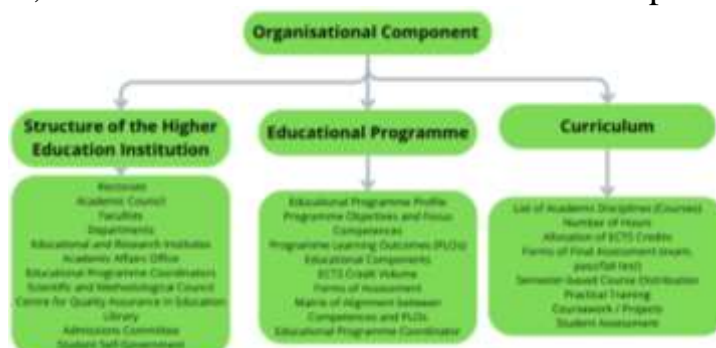 Organisational Component
Structure of the Higher
Education Institution
Rectorate
Academic Council
Faculties
Departments
Educational and Research Institutes
Academic Affairs Office
Educational Programme Coordinators
Scientific and Methodological Council
Centre for Quality Assurance in Education
Library
Admissions Committee
Student Self-Government
Educational Programme
Educational Programme Profile
Programme Objectives and Focus
Competences
Programme Learning Outcomes (PLOs)
Educational Components
ECTS Credit Volume
Forms of Assessment
Matrix of Alignment between
Competences and PLOs
Educational Programme Coordinator
Curriculum
List of Academic Disciplines (Courses)
Number of Hours
Allocation of ECTS Credits
Forms of Final Assessment (exam,
pass/fail test)
Semester-based Course Distribution
Practical Training
Coursework / Projects
Student Assessment